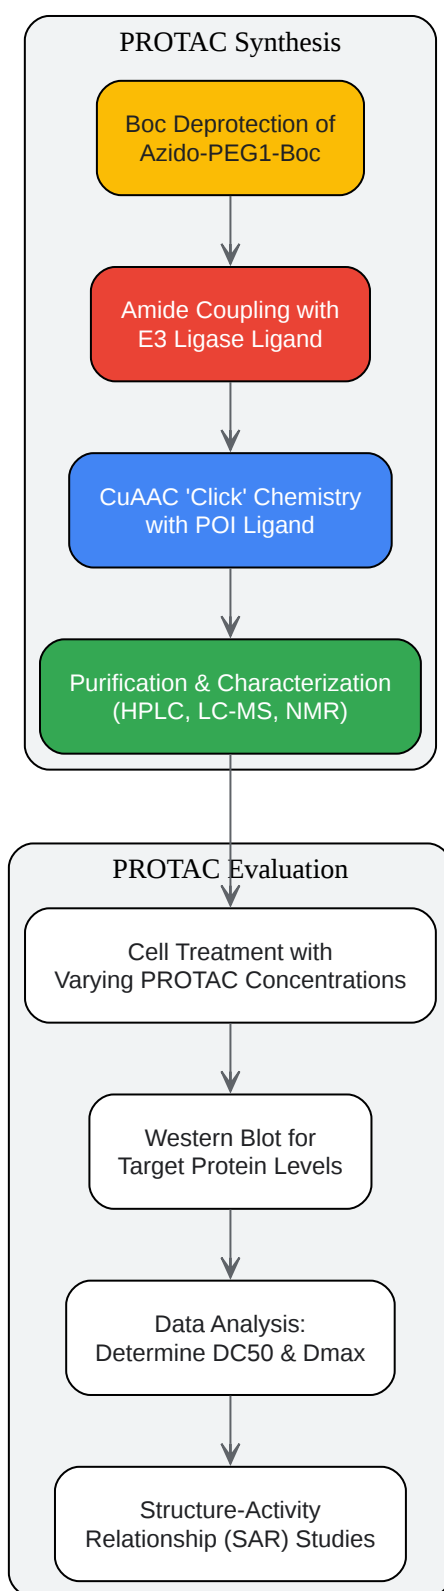 PROTAC Synthesis
Boc Deprotection of
Azido-PEG1-Boc
Amide Coupling with
E3 Ligase Ligand
CuAAC 'Click' Chemistry
with POI Ligand
Purification & Characterization
(HPLC, LC-MS, NMR)
PROTAC Evaluation
Cell Treatment with
Varying PROTAC Concentrations
Western Blot for
Target Protein Levels
Data Analysis:
Determine DC50 & Dmax
Structure-Activity
Relationship (SAR) Studies